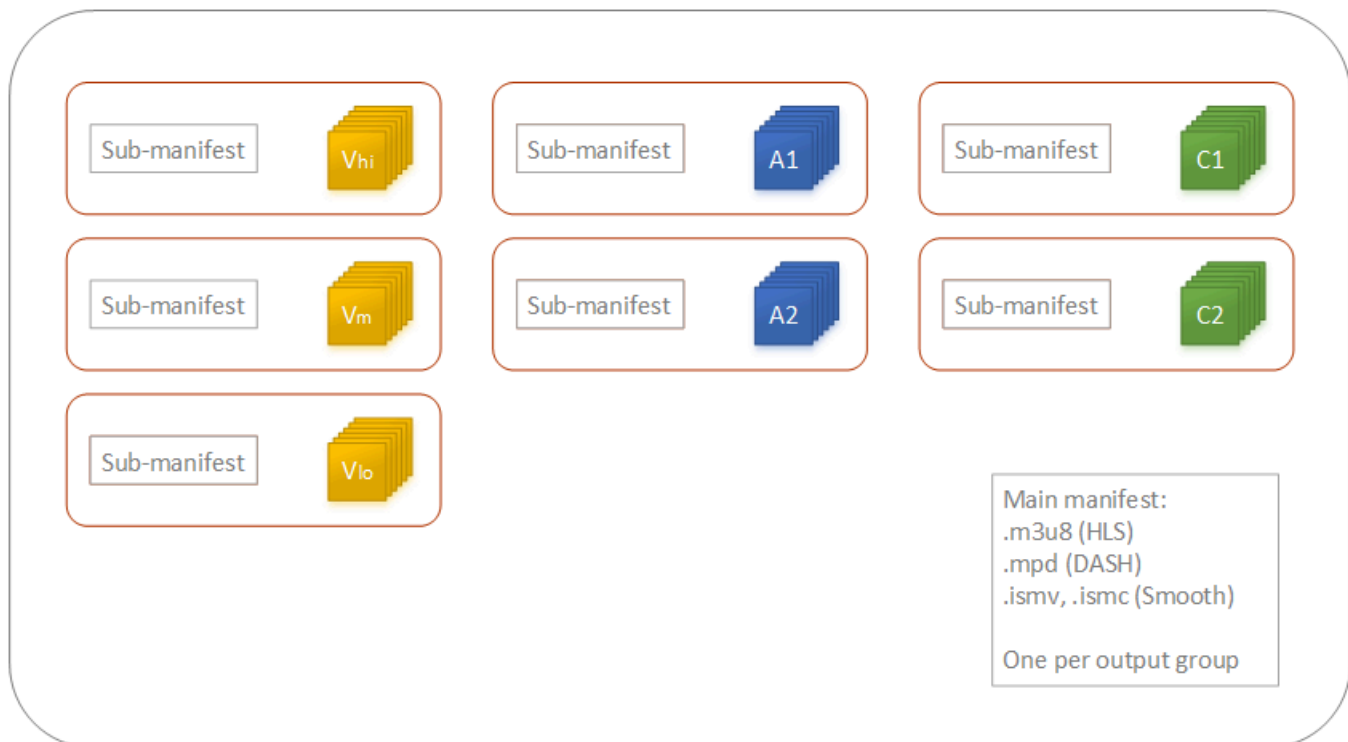 Sub-manifest
Vhi
Sub-manifest
A1
Sub-manifest
C1
Sub-manifest
Vm
Sub-manifest
A2
Sub-manifest
C2
Sub-manifest
Vlo
Main manifest:
.m3u8 (HLS)
.mpd (DASH)
.ismv, .ismc (Smooth)
One per output group